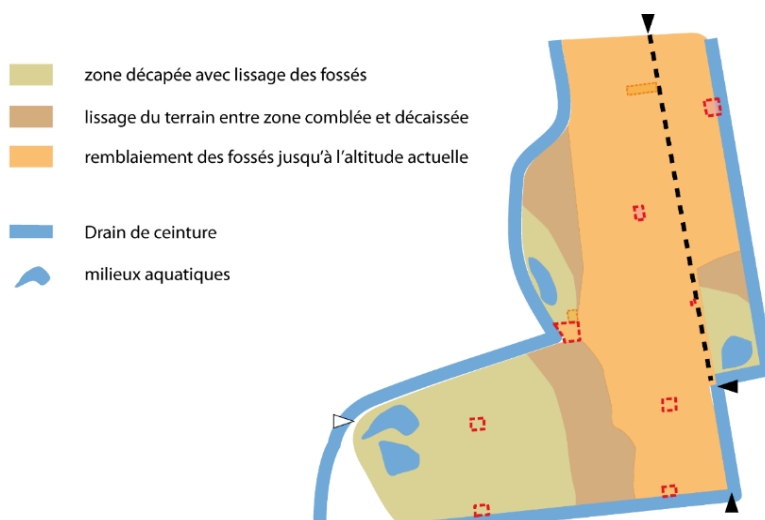 zone décapée avec lissage des fossés
lissage du terrain entre zone comblée et décaissée
remblaiement des fossés jusqu'à l'altitude actuelle
Drain de ceinture
milieux aquatiques